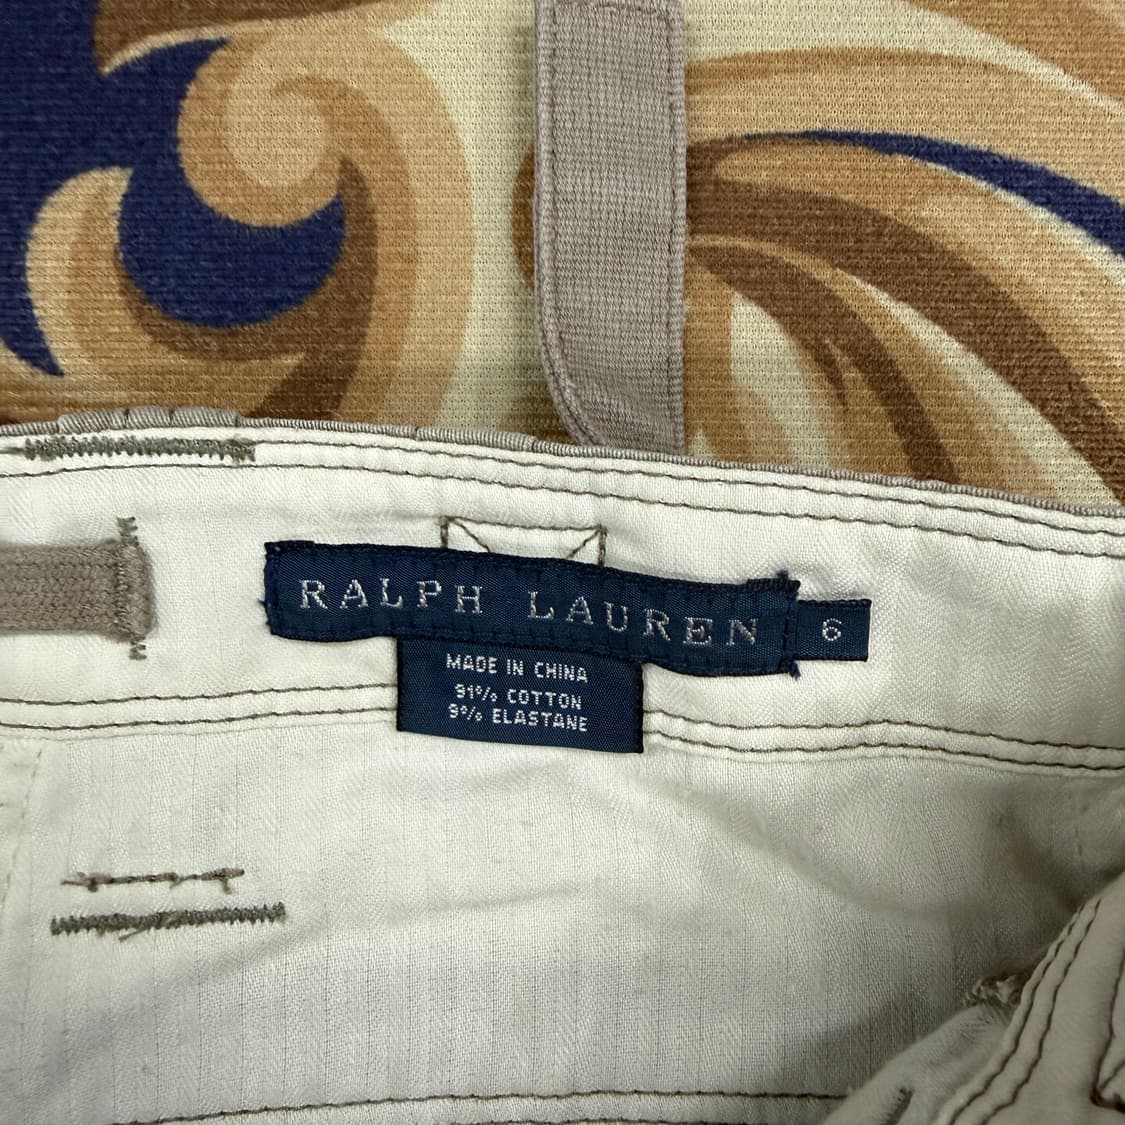 RALPH LAUREN
6
MADE IN CHINA
91% COTTON
9% ELASTANE